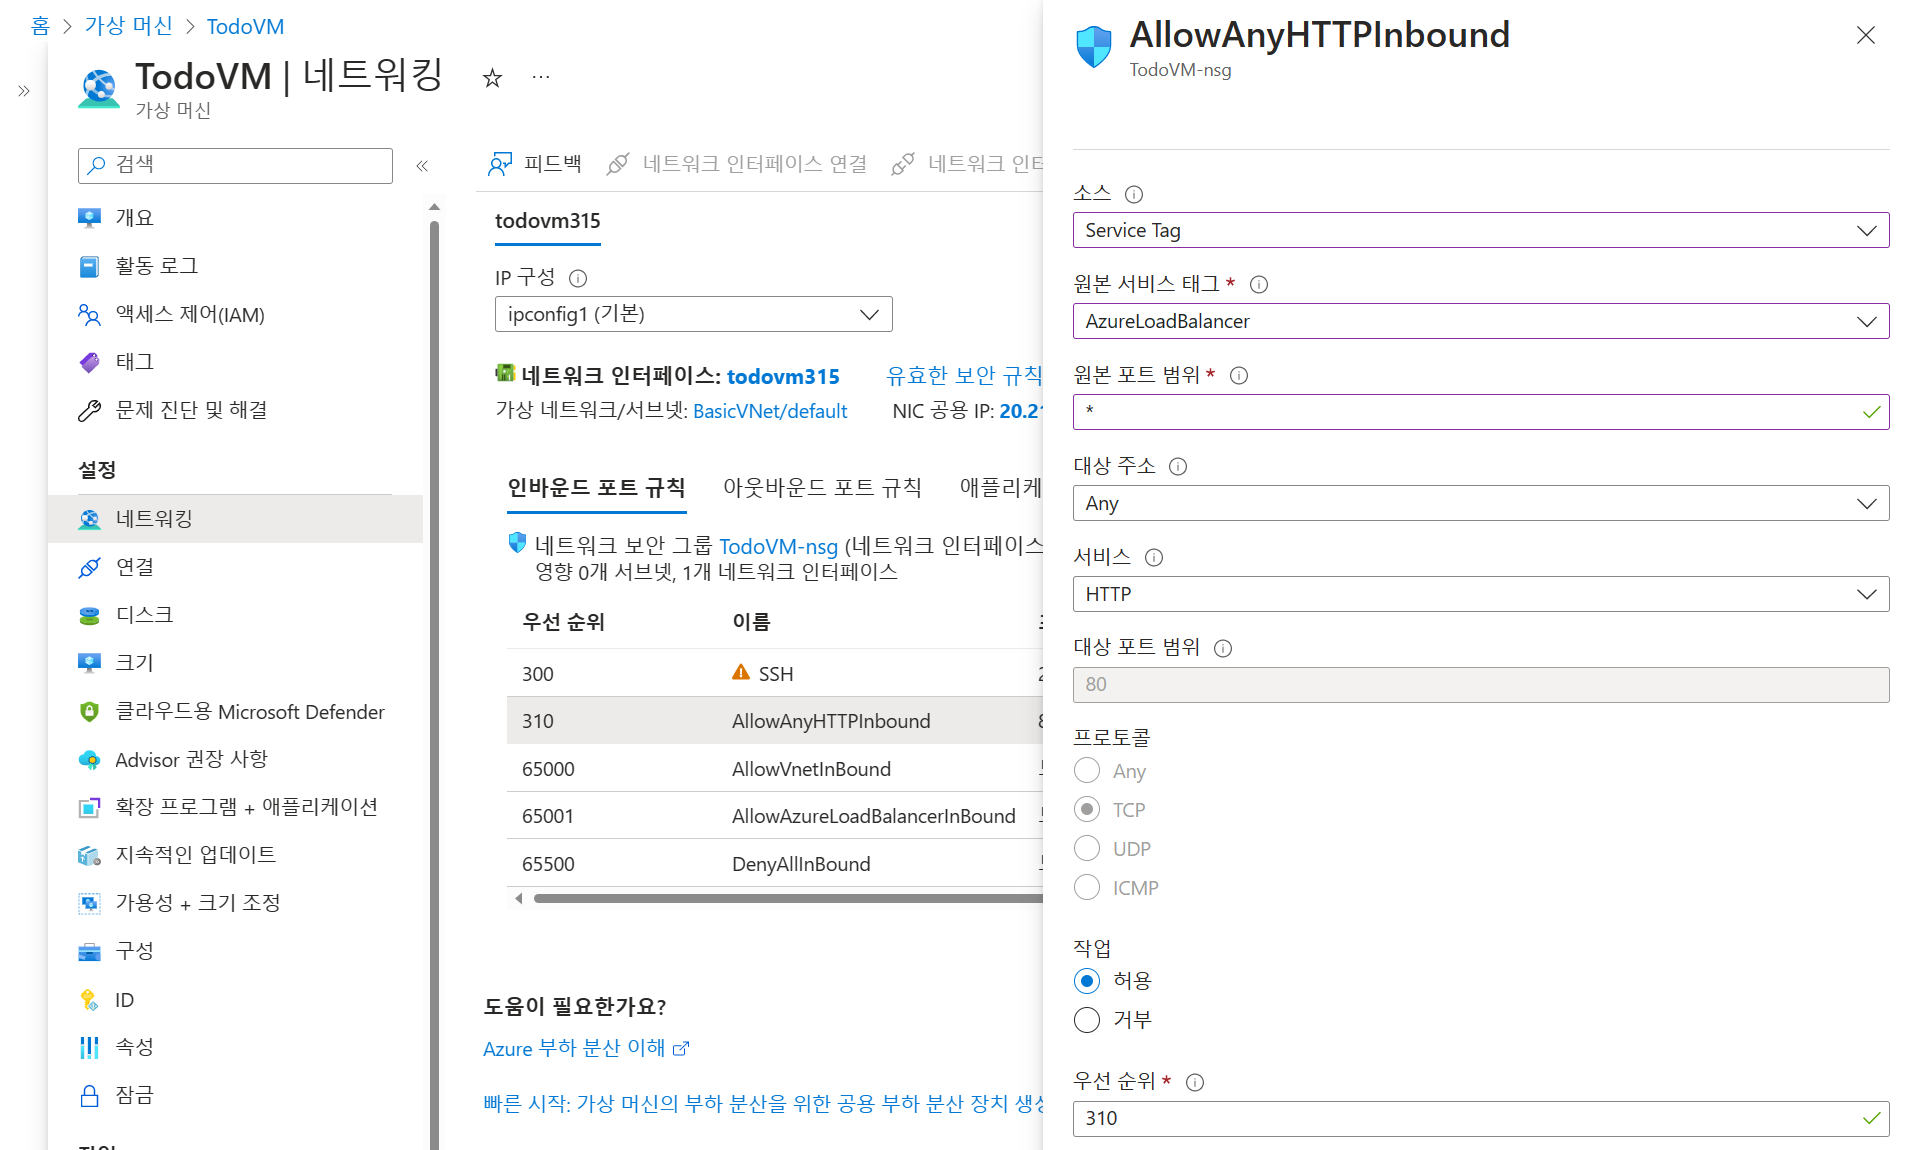 홈 > 가상 머신 > TodoVM
TodoVM | 네트워킹
가상 머신
검색
개요
활동 로그
액세스 제어(IAM)
태그
문제 진단 및 해결
설정
네트워킹
연결
디스크
크기
클라우드용 Microsoft Defender
Advisor 권장 사항
확장 프로그램 + 애플리케이션
지속적인 업데이트
가용성 + 크기 조정
구성
ID
속성
잠금
피드백 네트워크 인터페이스 연결 네트워크
todovm315
IP 구성
ipconfig1 (기본)
네트워크 인터페이스: todovm315 유효한 보안 규칙
가상 네트워크/서브넷: BasicVNet/default NIC 공용 IP:
인바운드 포트 규칙 아웃바운드 포트 규칙
네트워크 보안 그룹 TodoVM-nsg (네트워크 인터페이스
영향 0개 서브넷, 1개 네트워크 인터페이스
우선 순위 이름
300 SSH
310 AllowAnyHTTPInbound
65000 AllowVnetInBound
65001 AllowAzureLoadBalancerInBound
65500 DenyAllInBound
도움이 필요한가요?
Azure 부하 분산 이해
빠른 시작: 가상 머신의 부하 분산을 위한 공용 부하 분산 장치
AllowAnyHTTPInbound
TodoVM-nsg
소스
Service Tag
원본 서비스 태그 *
AzureLoadBalancer
원본 포트 범위 *
*
대상 주소
Any
서비스
HTTP
대상 포트 범위
80
프로토콜
Any
TCP
UDP
ICMP
작업
허용
거부
우선 순위 *
310